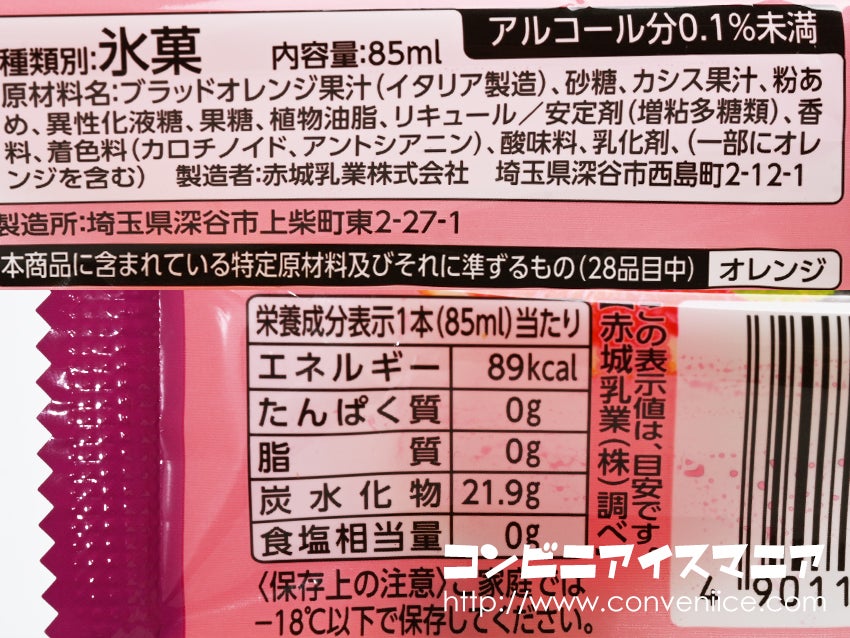 アルコール分0.1%未満
種類別:氷菓 内容量:85ml
原材料名:ブラッドオレンジ果汁(イタリア製造)、砂糖、カシス果汁、粉あ
め、異性化液糖、果糖、植物油脂、リキュール/安定剤(増粘多糖類)、香
料、着色料(カロチノイド、アントシアニン)、酸味料、乳化剤、(一部にオレ
ンジを含む) 製造者:赤城乳業株式会社 埼玉県深谷市西島町2-12-1
製造所:埼玉県深谷市上柴町東2-27-1
本商品に含まれている特定原材料及びそれに準ずるもの(28品目中) オレンジ
栄養成分表示1本(85ml)当たり
エネルギー 89kcal
たんぱく質 0g
脂質 0g
炭水化物 21.9g
食塩相当量 0g
この表示値は、目安です。
赤城乳業(株)調べ
〈保存上の注意〉ご家庭では
-18℃以下で保存してください。
4 9011
コンビニアイスマニア
http://www.conveniice.com/